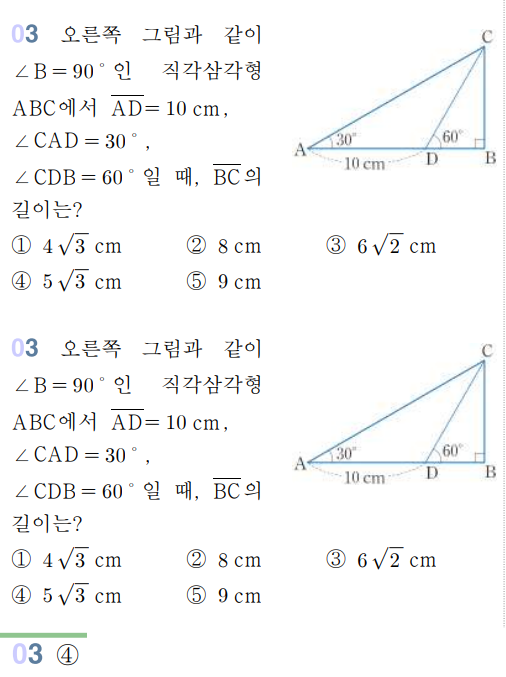 03 오른쪽 그림과 같이
∠B=90°인 직각삼각형
ABC에서 AD=10 cm,
∠CAD=30°,
∠CDB=60°일 때, BC의
길이는?
① 4√3 cm ② 8 cm ③ 6√2 cm
④ 5√3 cm ⑤ 9 cm
C
A 30° 60°
10 cm D B
03 오른쪽 그림과 같이
∠B=90°인 직각삼각형
ABC에서 AD=10 cm,
∠CAD=30°,
∠CDB=60°일 때, BC의
길이는?
① 4√3 cm ② 8 cm ③ 6√2 cm
④ 5√3 cm ⑤ 9 cm
C
A 30° 60°
10 cm D B
03 ④